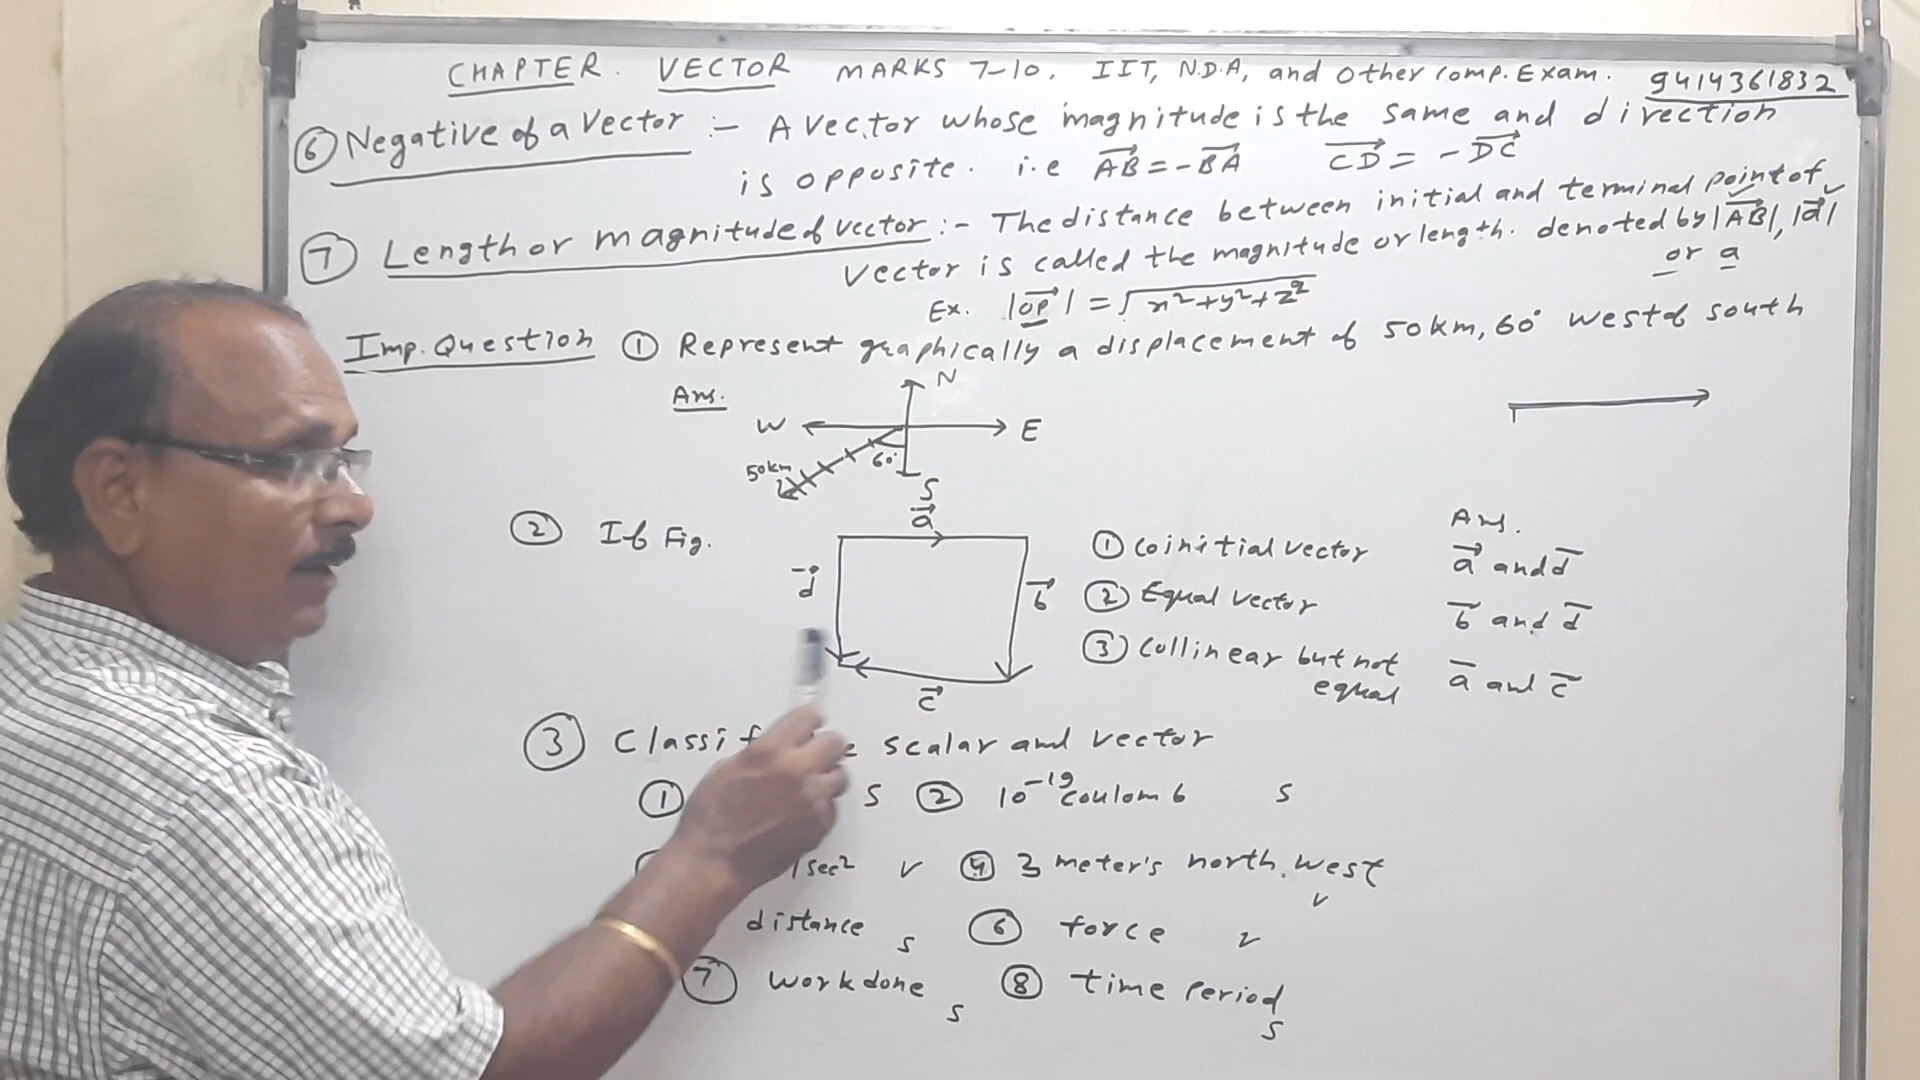 CHAPTER. VECTOR MARKS 7-10, IIT, N.D.A, and Other Comp. Exam. 9414361832
⑥ Negative of a Vector :- A Vector whose magnitude is the same and direction
is opposite. i.e AB = -BA CD = -DC
⑦ Length or magnitude of vector :- The distance between initial and terminal point of
Vector is called the magnitude or length. denoted by |AB|, |a|
or a
Ex. |OP| = √x²+y²+z²
Imp. Question ① Represent graphically a displacement of 50km, 60° west of south
Ans.
N
W E
60°
50km
S
② If Fig.
a
d
b
c
Ans.
① Coinitial vector a and d
② Equal vector b and d
③ Collinear but not a and c
equal
③ scalar and vector
① S ② 10⁻¹⁹ coulomb S
/sec² V ④ 3 meter's north.west
V
distance S ⑥ force V
⑦ work done S ⑧ time period
S